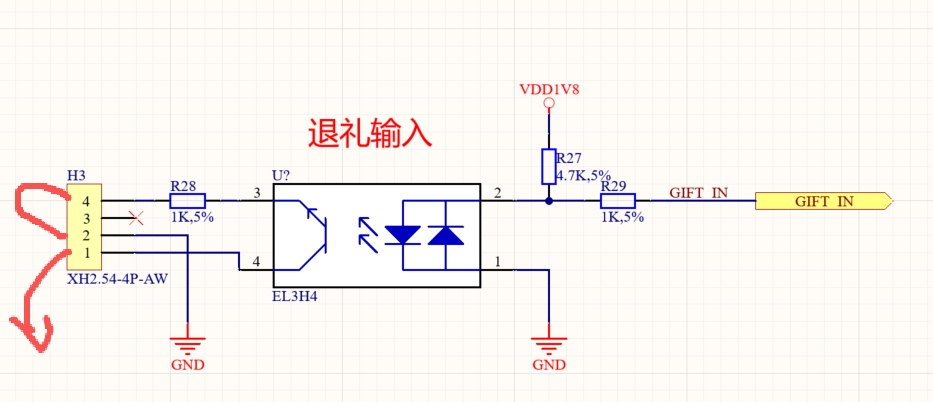 VDD1V8
退礼输入
R27
4.7K,5%
H3
R28
1K,5%
3
U?
2
R29
1K,5%
GIFT_IN
GIFT_IN
4
3
2
1
4
1
XH2.54-4P-AW
EL3H4
GND
GND